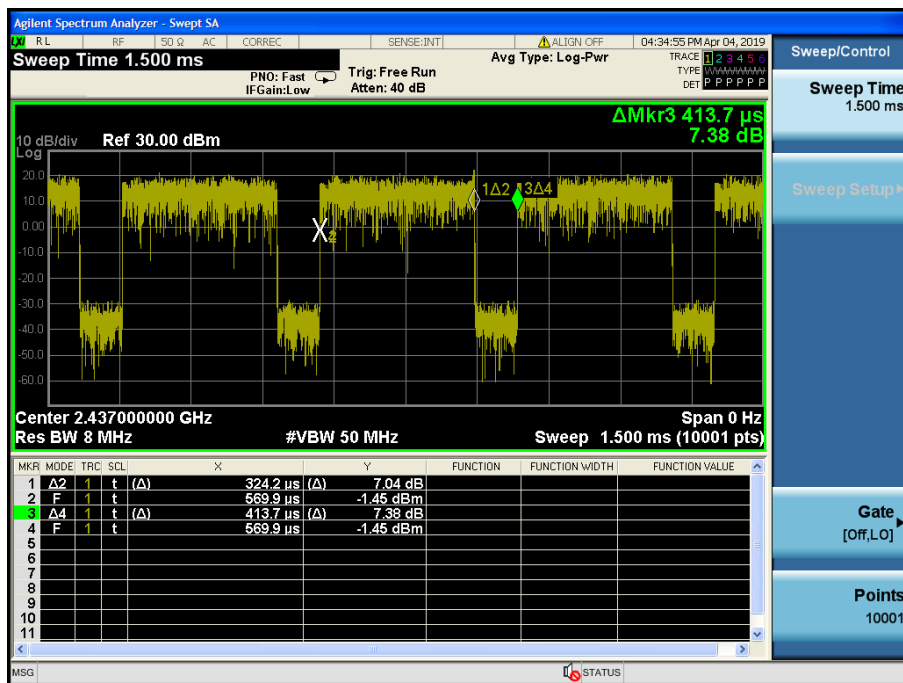 Agilent Spectrum Analyzer - Swept SA
LXI RL RF 50 Ω AC CORREC SENSE:INT ALIGN OFF 04:34:55 PM Apr 04, 2019
Sweep Time 1.500 ms
PNO: Fast
IFGain:Low
Trig: Free Run
Atten: 40 dB
Avg Type: Log-Pwr
TRACE 1 2 3 4 5 6
TYPE WWWWWW
DET P P P P P P
ΔMkr3 413.7 µs
7.38 dB
10 dB/div Ref 30.00 dBm
Log
20.0
10.0
0.00
-10.0
-20.0
-30.0
-40.0
-50.0
-60.0
1Δ2
3Δ4
X2
Center 2.437000000 GHz Span 0 Hz
Res BW 8 MHz #VBW 50 MHz Sweep 1.500 ms (10001 pts)
MKR MODE TRC SCL X Y FUNCTION FUNCTION WIDTH FUNCTION VALUE
1 Δ2 1 t (Δ) 324.2 µs (Δ) 7.04 dB
2 F 1 t 569.9 µs -1.45 dBm
3 Δ4 1 t (Δ) 413.7 µs (Δ) 7.38 dB
4 F 1 t 569.9 µs -1.45 dBm
5
6
7
8
9
10
11
MSG STATUS
Sweep/Control
Sweep Time
1.500 ms
Sweep Setup
Gate
[Off,LO]
Points
10001